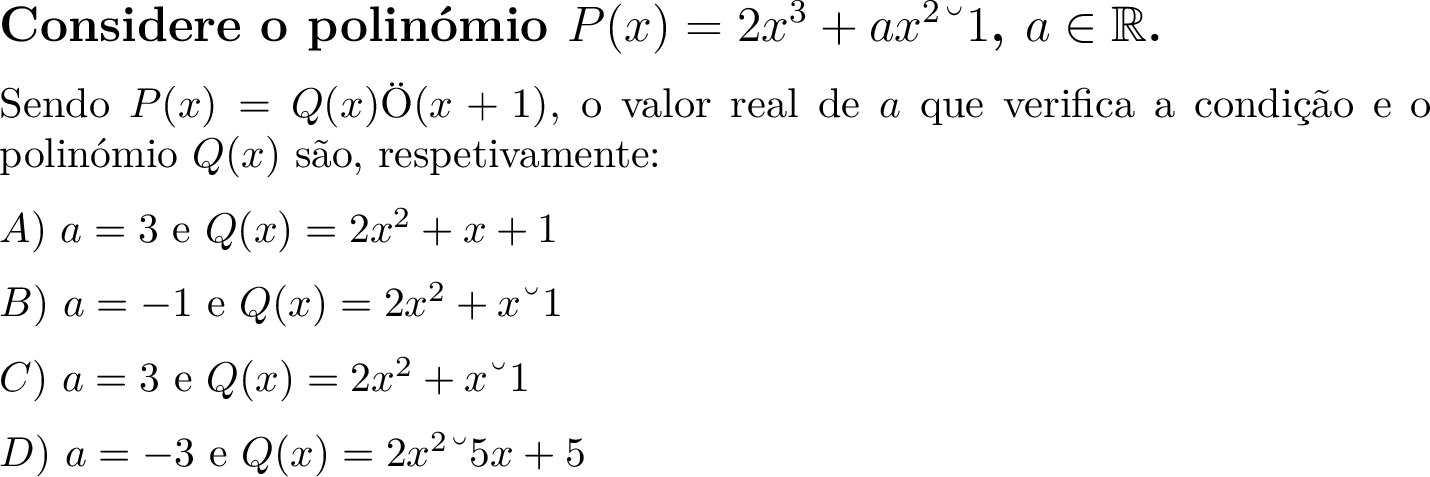 Considere o polinómio P(x) = 2x³ + ax²˘1, a ∈ ℝ.
Sendo P(x) = Q(x)Ö(x + 1), o valor real de a que verifica a condição e o
polinómio Q(x) são, respetivamente:
A) a = 3 e Q(x) = 2x² + x + 1
B) a = −1 e Q(x) = 2x² + x˘1
C) a = 3 e Q(x) = 2x² + x˘1
D) a = −3 e Q(x) = 2x²˘5x + 5